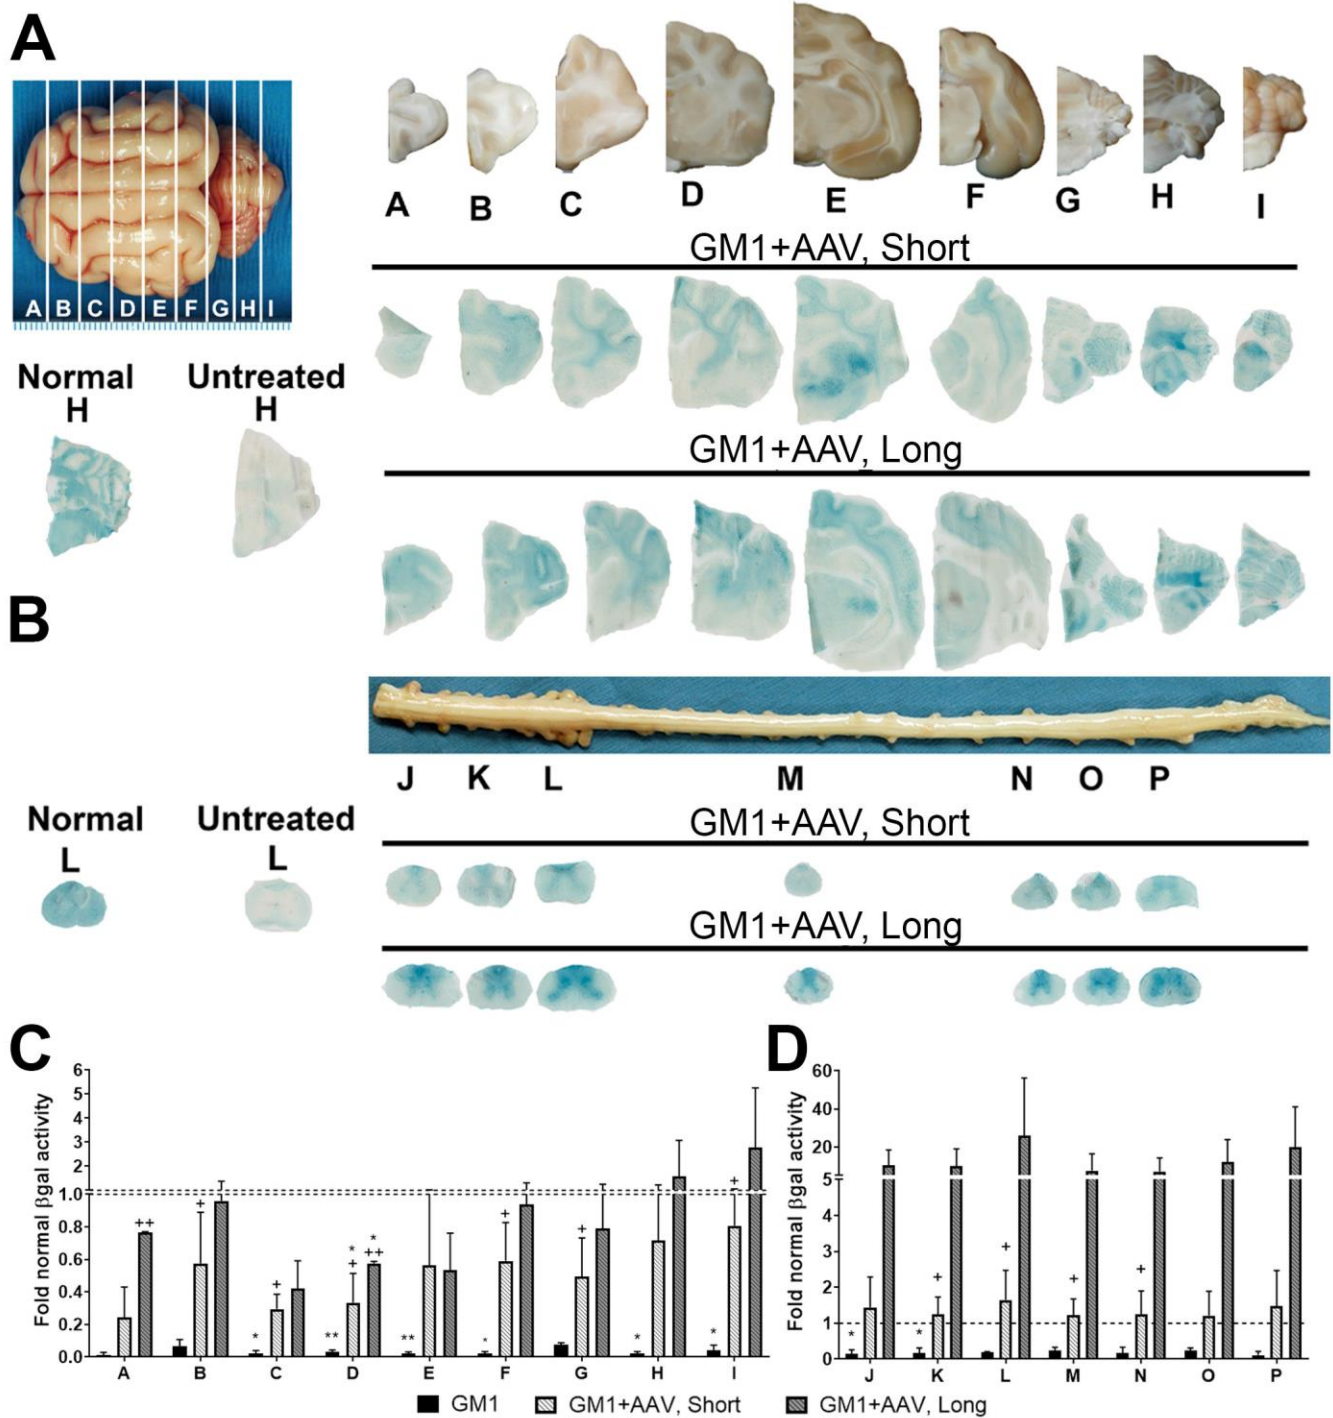 A
A B C D E F G H I
A B C D E F G H I
GM1+AAV, Short
Normal
H
Untreated
H
GM1+AAV, Long
B
J K L M N O P
Normal
L
Untreated
L
GM1+AAV, Short
GM1+AAV, Long
C
Fold normal βgal activity
6
5
4
3
2
1.0
0.8
0.6
0.4
0.2
0.0
++
+
*
+
**
*
+
*
++
**
*
+
+
*
*
+
A B C D E F G H I
D
Fold normal βgal activity
60
40
20
5
4
3
2
1
0
*
*
+
+
+
+
J K L M N O P
GM1 GM1+AAV, Short GM1+AAV, Long